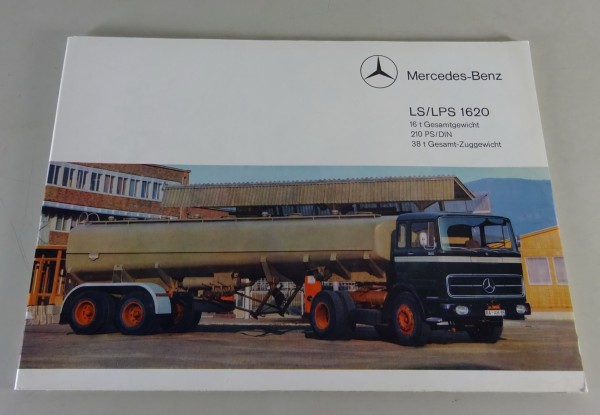 Mercedes-Benz
LS/LPS 1620
16 t Gesamtgewicht
210 PS/DIN
38 t Gesamt-Zuggewicht